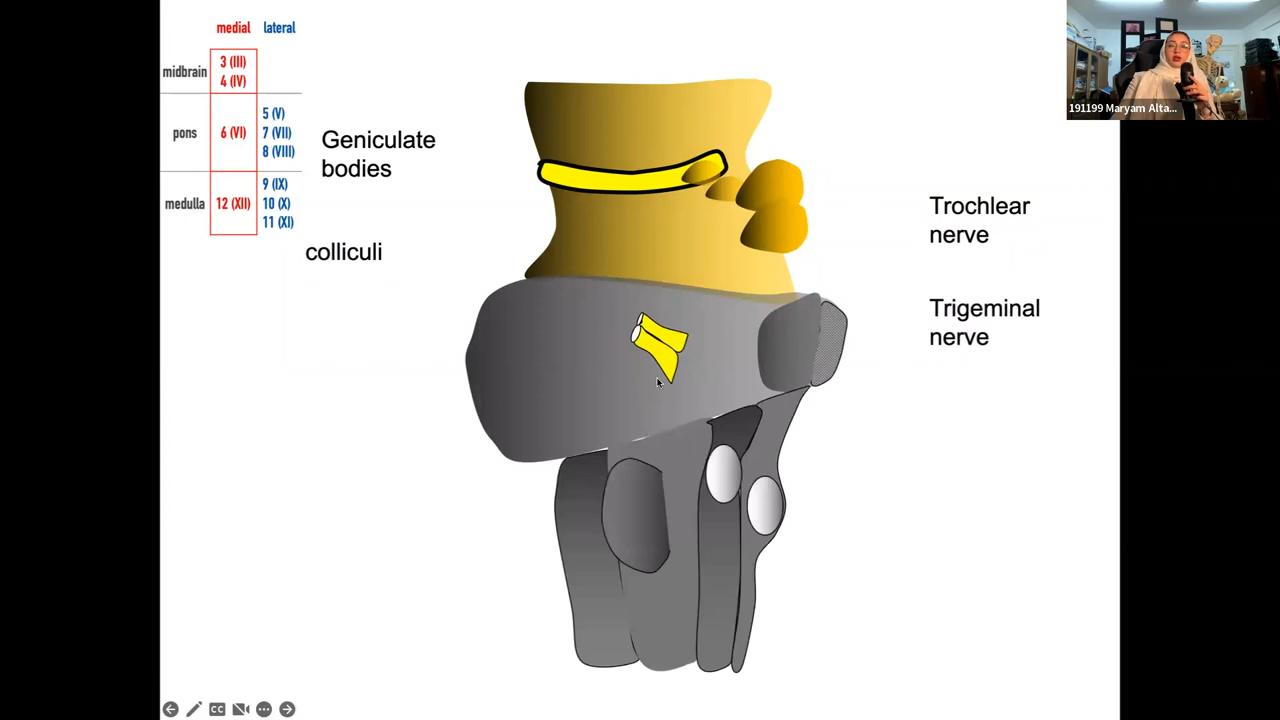 medial lateral
midbrain 3 (III)
4 (IV)
pons 6 (VI) 5 (V)
7 (VII)
8 (VIII)
medulla 12 (XII) 9 (IX)
10 (X)
11 (XI)
Geniculate
bodies
colliculi
Trochlear
nerve
Trigeminal
nerve
191199 Maryam Alta...
CC